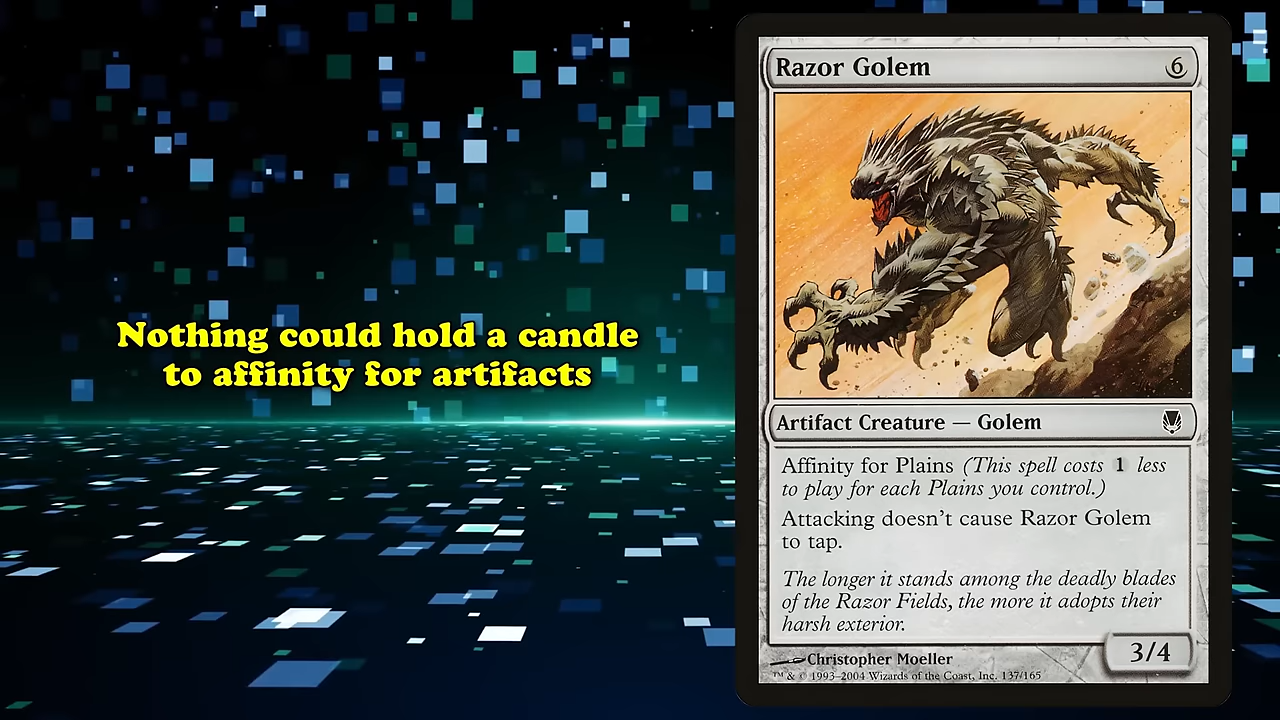 Nothing could hold a candle
to affinity for artifacts
Razor Golem 6
Artifact Creature — Golem
Affinity for Plains (This spell costs 1 less
to play for each Plains you control.)
Attacking doesn't cause Razor Golem
to tap.
The longer it stands among the deadly blades
of the Razor Fields, the more it adopts their
harsh exterior.
3/4
Christopher Moeller
™ & © 1993–2004 Wizards of the Coast, Inc. 137/165